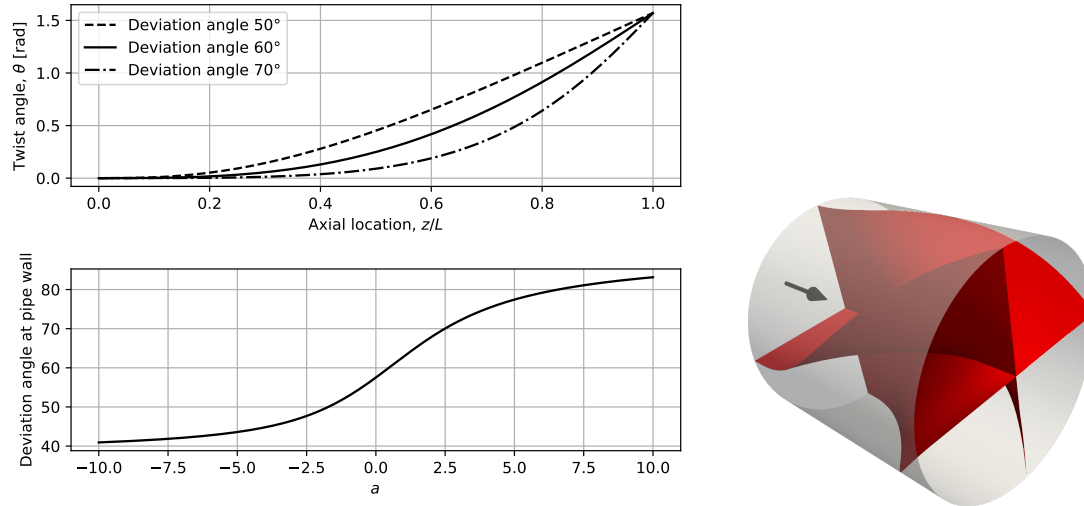 Twist angle, θ [rad]
1.5
1.0
0.5
0.0
Deviation angle 50°
Deviation angle 60°
Deviation angle 70°
0.0 0.2 0.4 0.6 0.8 1.0
Axial location, z/L
Deviation angle at pipe wall
80
70
60
50
40
−10.0 −7.5 −5.0 −2.5 0.0 2.5 5.0 7.5 10.0
a